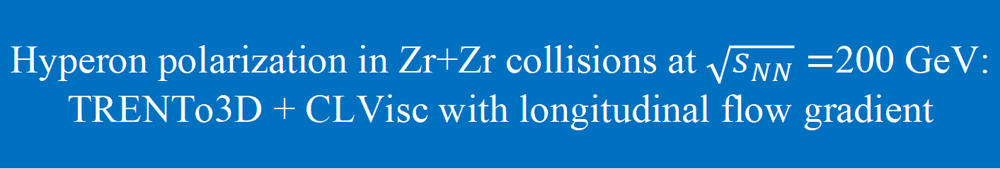 Hyperon polarization in Zr+Zr collisions at √s_NN =200 GeV:
TRENTo3D + CLVisc with longitudinal flow gradient